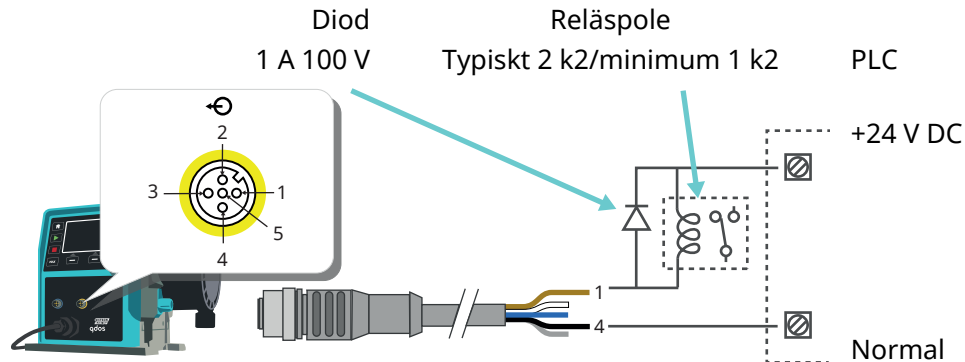 Diod
1 A 100 V
Reläspole
Typiskt 2 k2/minimum 1 k2
PLC
+24 V DC
2
3
1
5
4
1
4
Normal
qdos